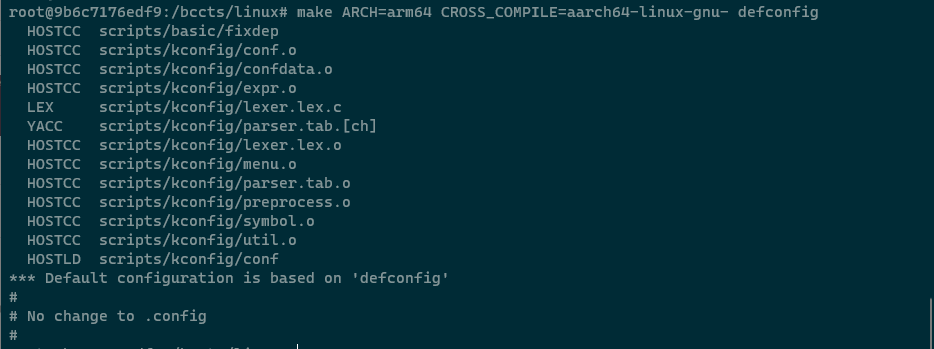 root@9b6c7176edf9:/bccts/linux# make ARCH=arm64 CROSS_COMPILE=aarch64-linux-gnu- defconfig
  HOSTCC  scripts/basic/fixdep
  HOSTCC  scripts/kconfig/conf.o
  HOSTCC  scripts/kconfig/confdata.o
  HOSTCC  scripts/kconfig/expr.o
  LEX     scripts/kconfig/lexer.lex.c
  YACC    scripts/kconfig/parser.tab.[ch]
  HOSTCC  scripts/kconfig/lexer.lex.o
  HOSTCC  scripts/kconfig/menu.o
  HOSTCC  scripts/kconfig/parser.tab.o
  HOSTCC  scripts/kconfig/preprocess.o
  HOSTCC  scripts/kconfig/symbol.o
  HOSTCC  scripts/kconfig/util.o
  HOSTLD  scripts/kconfig/conf
*** Default configuration is based on 'defconfig'
#
# No change to .config
#